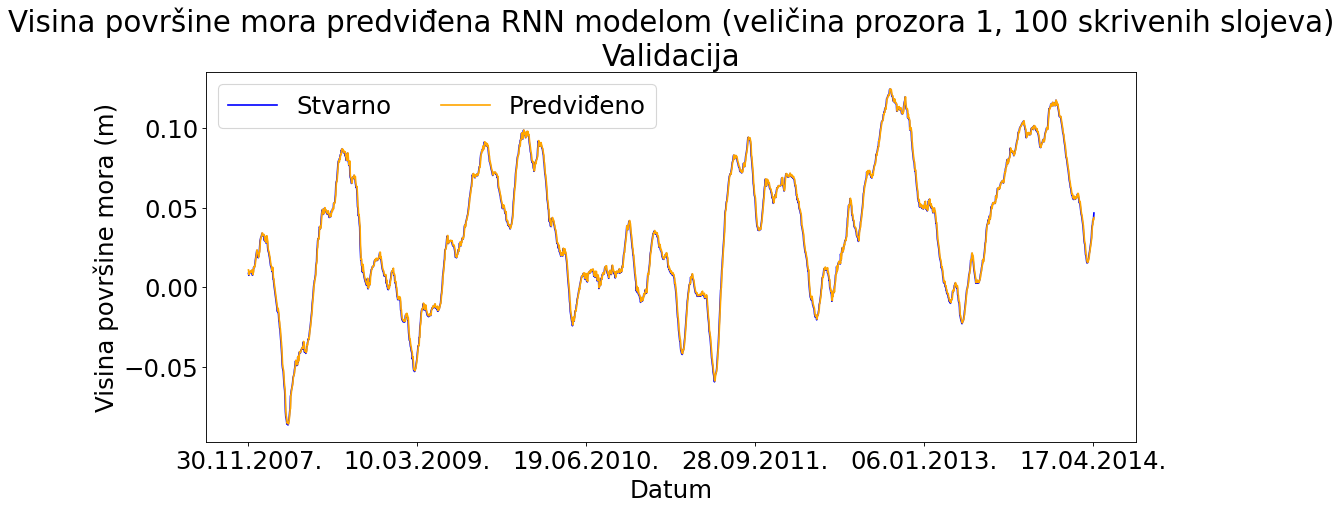 Visina površine mora predviđena RNN modelom (veličina prozora 1, 100 skrivenih slojeva)
Validacija
Stvarno Predviđeno
Visina površine mora (m)
0.10
0.05
0.00
−0.05
30.11.2007. 10.03.2009. 19.06.2010. 28.09.2011. 06.01.2013. 17.04.2014.
Datum